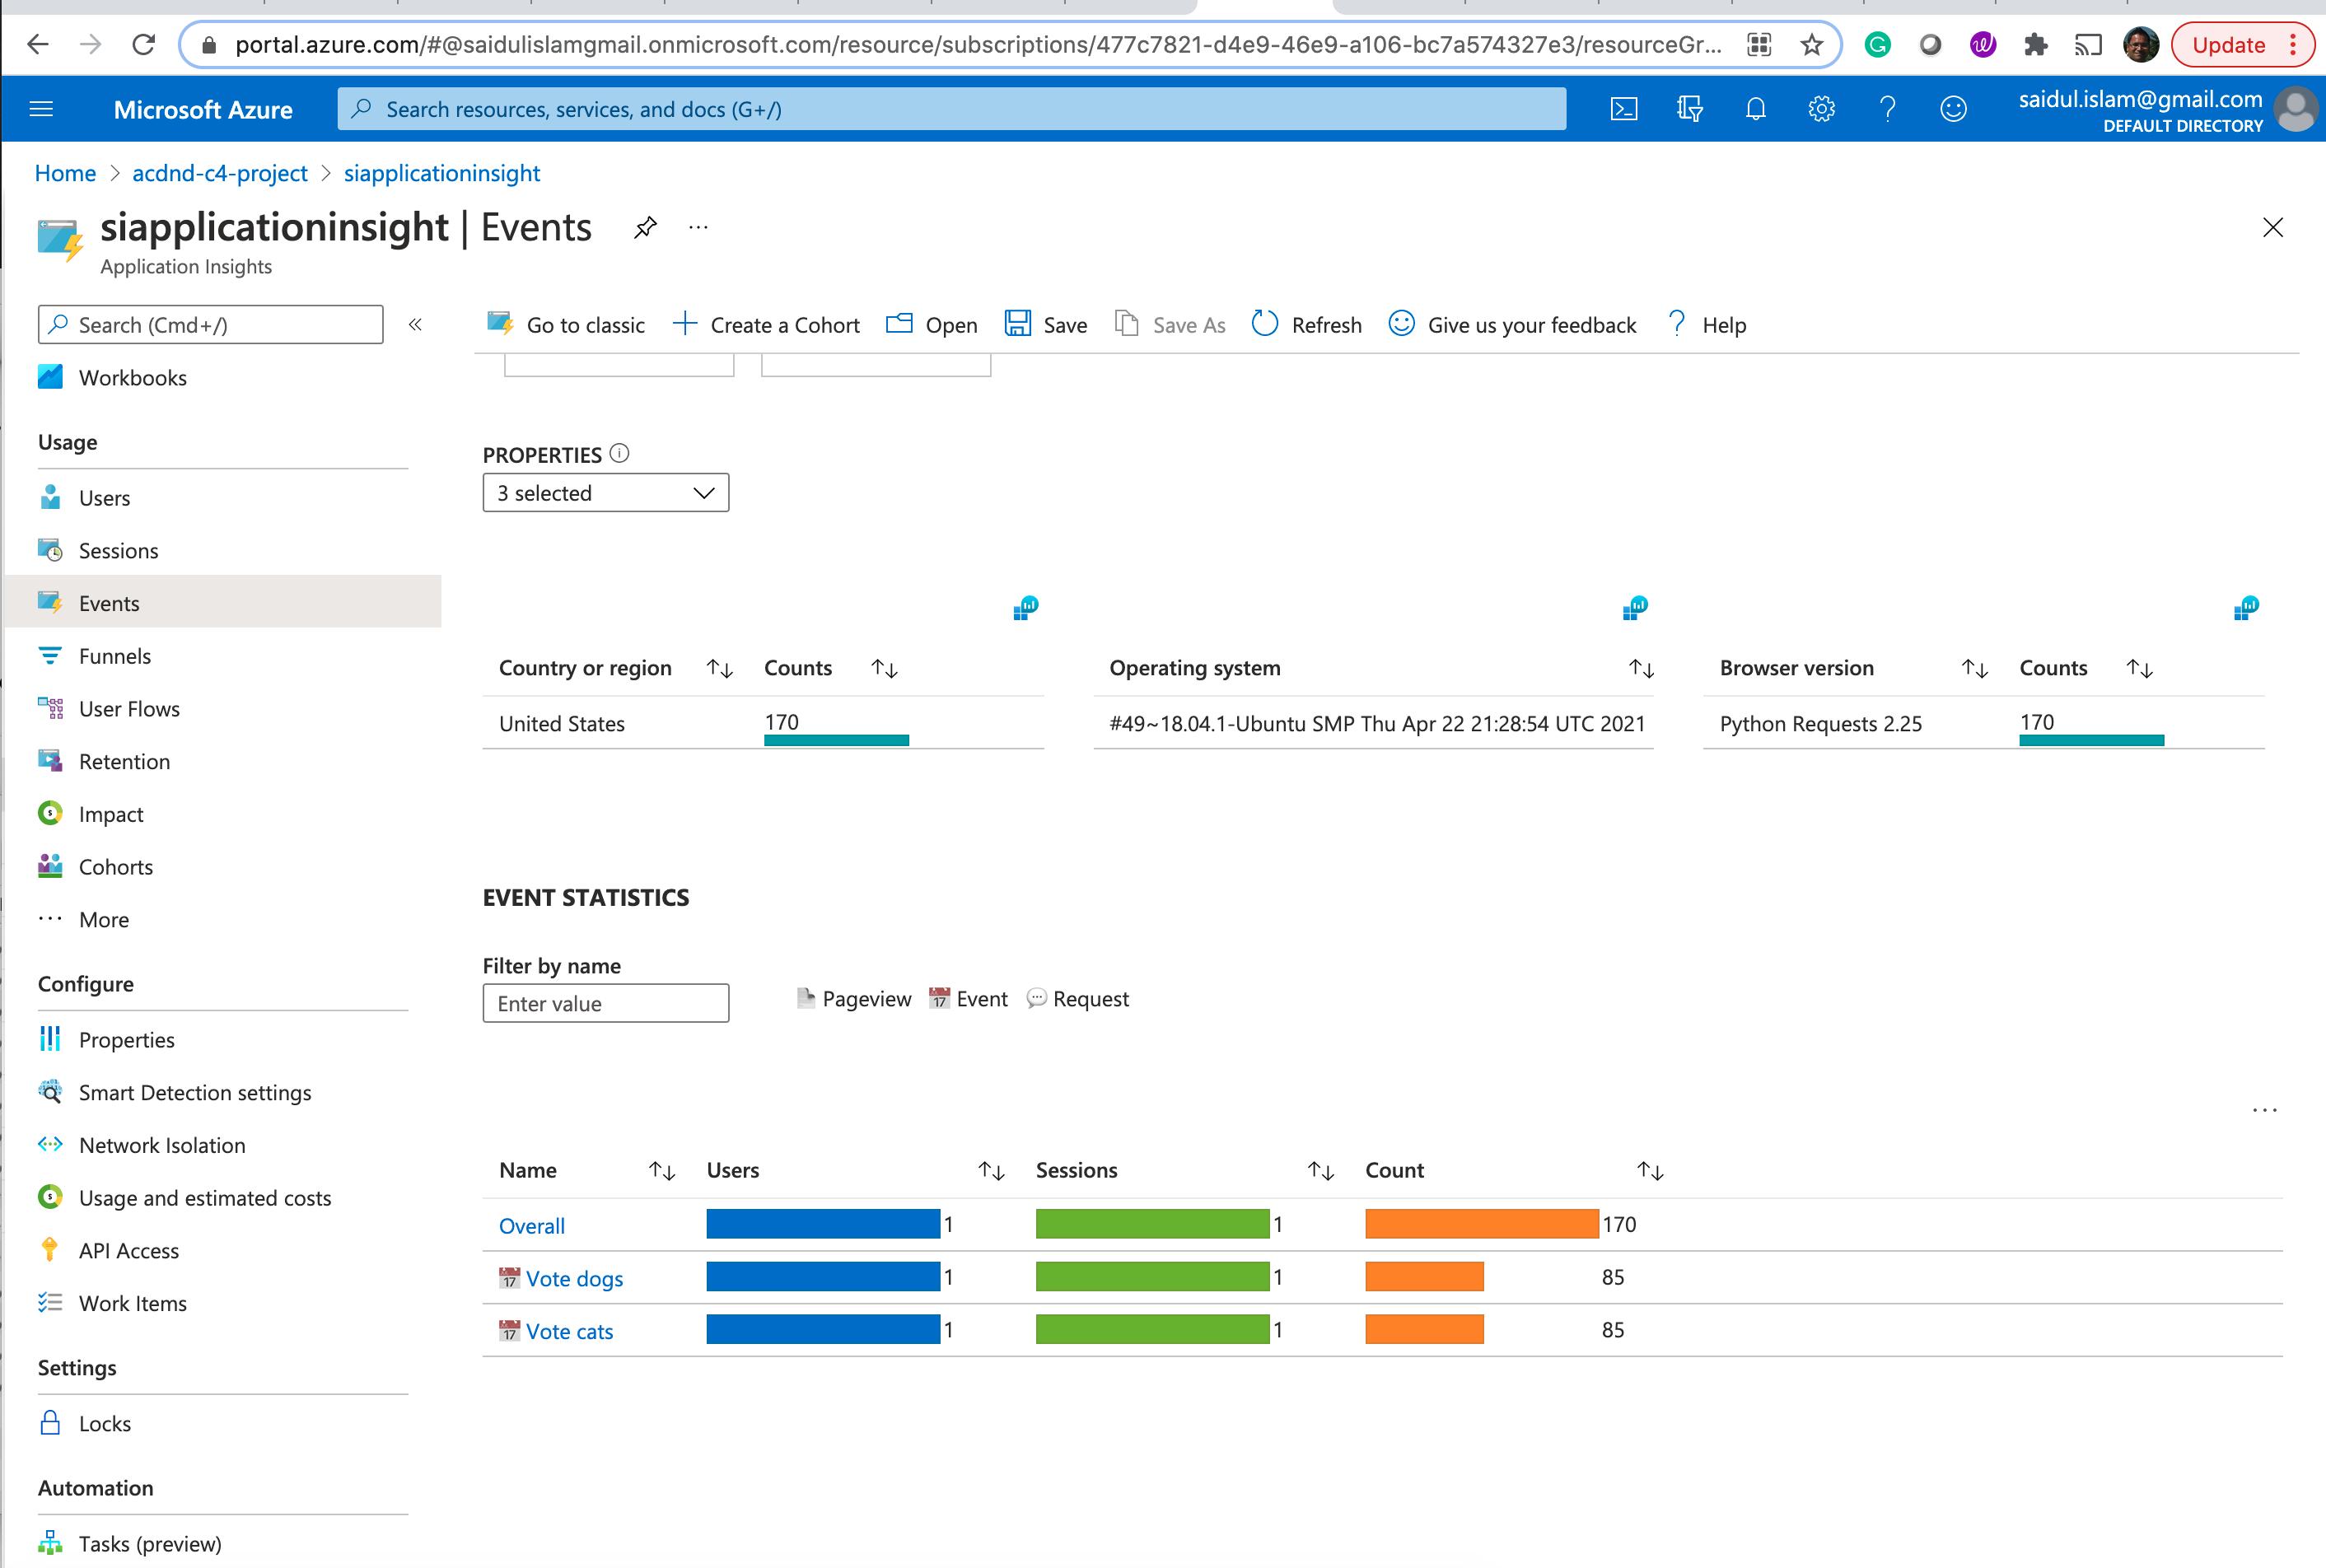 portal.azure.com/#@saidulislamgmail.onmicrosoft.com/resource/subscriptions/477c7821-d4e9-46e9-a106-bc7a574327e3/resourceGr...
Update
Microsoft Azure
Search resources, services, and docs (G+/)
saidul.islam@gmail.com
DEFAULT DIRECTORY
Home > acdnd-c4-project > siapplicationinsight
siapplicationinsight | Events
Application Insights
Search (Cmd+/)
Go to classic
Create a Cohort
Open
Save
Save As
Refresh
Give us your feedback
Help
Workbooks
Usage
Users
Sessions
Events
Funnels
User Flows
Retention
Impact
Cohorts
More
Configure
Properties
Smart Detection settings
Network Isolation
Usage and estimated costs
API Access
Work Items
Settings
Locks
Automation
Tasks (preview)
PROPERTIES
3 selected
Country or region Counts
United States 170
Operating system
#49~18.04.1-Ubuntu SMP Thu Apr 22 21:28:54 UTC 2021
Browser version Counts
Python Requests 2.25 170
EVENT STATISTICS
Filter by name
Enter value
Pageview 17 Event Request
Name Users Sessions Count
Overall 1 1 170
17 Vote dogs 1 1 85
17 Vote cats 1 1 85